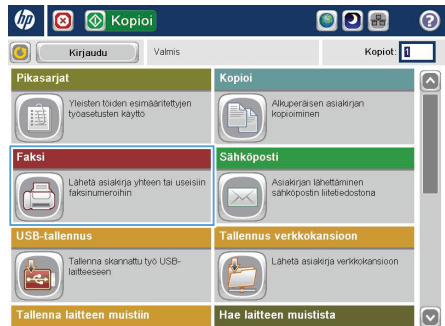 hp Kopioi ?
Kirjaudu Valmis Kopiot: 1
Pikasarjat
Yleisten töiden esimääritettyjen
työasetusten käyttö
Kopioi
Alkuperäisen asiakirjan
kopioiminen
Faksi
Lähetä asiakirja yhteen tai useisiin
faksinumeroihin
Sähköposti
Asiakirjan lähettäminen
sähköpostin liitetiedostona
USB-tallennus
Tallenna skannattu työ USB-
laitteeseen
Tallennus verkkokansioon
Lähetä asiakirja verkkokansioon
Tallenna laitteen muistiin
Hae laitteen muistista